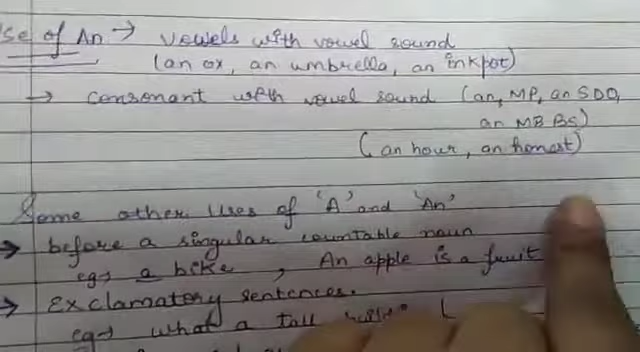 se of An → vowels with vowel sound
(an ox, an umbrella, an inkpot)
→ consonant with vowel sound (an, MP, an SDO,
an MBBS)
(an hour, an honest)
Some other uses of 'A' and 'An'
→ before a singular countable noun
eg→ a bike , An apple is a fruit
→ Exclamatory sentences.
eg→ what a tall